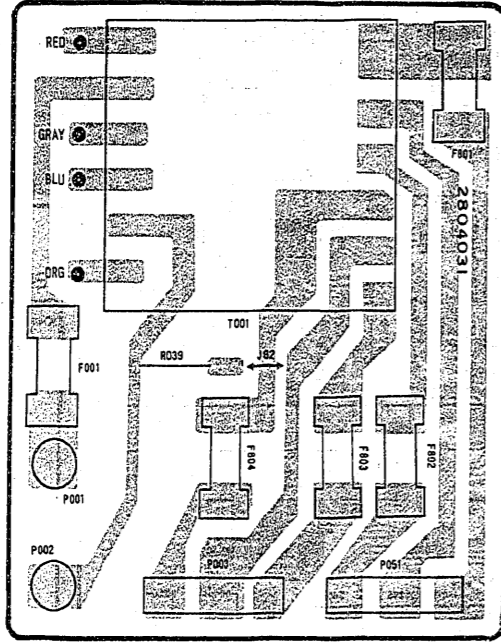 RED
GRAY
BLU
ORG
F801
2804031
T001
R039
J82
F001
F804
F803
F802
P001
P002
P003
P051